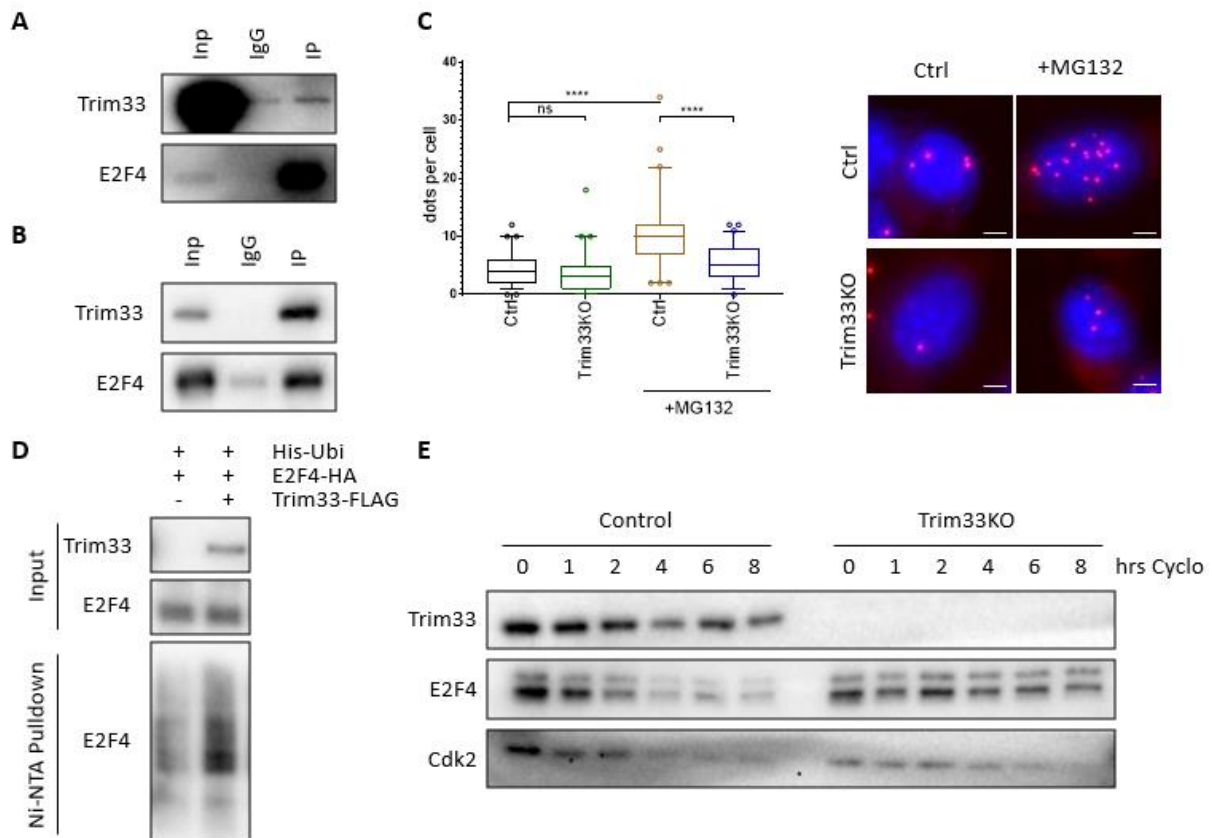 A
Inp IgG IP
Trim33
E2F4
B
Inp IgG IP
Trim33
E2F4
C
dots per cell
40
30
20
10
0
****
ns
****
Ctrl
Trim33KO
Ctrl
Trim33KO
+MG132
Ctrl +MG132
Ctrl
Trim33KO
D
+ + His-Ubi
+ + E2F4-HA
- + Trim33-FLAG
Input
Trim33
E2F4
Ni-NTA Pulldown
E2F4
E
Control Trim33KO
0 1 2 4 6 8 0 1 2 4 6 8 hrs Cyclo
Trim33
E2F4
Cdk2